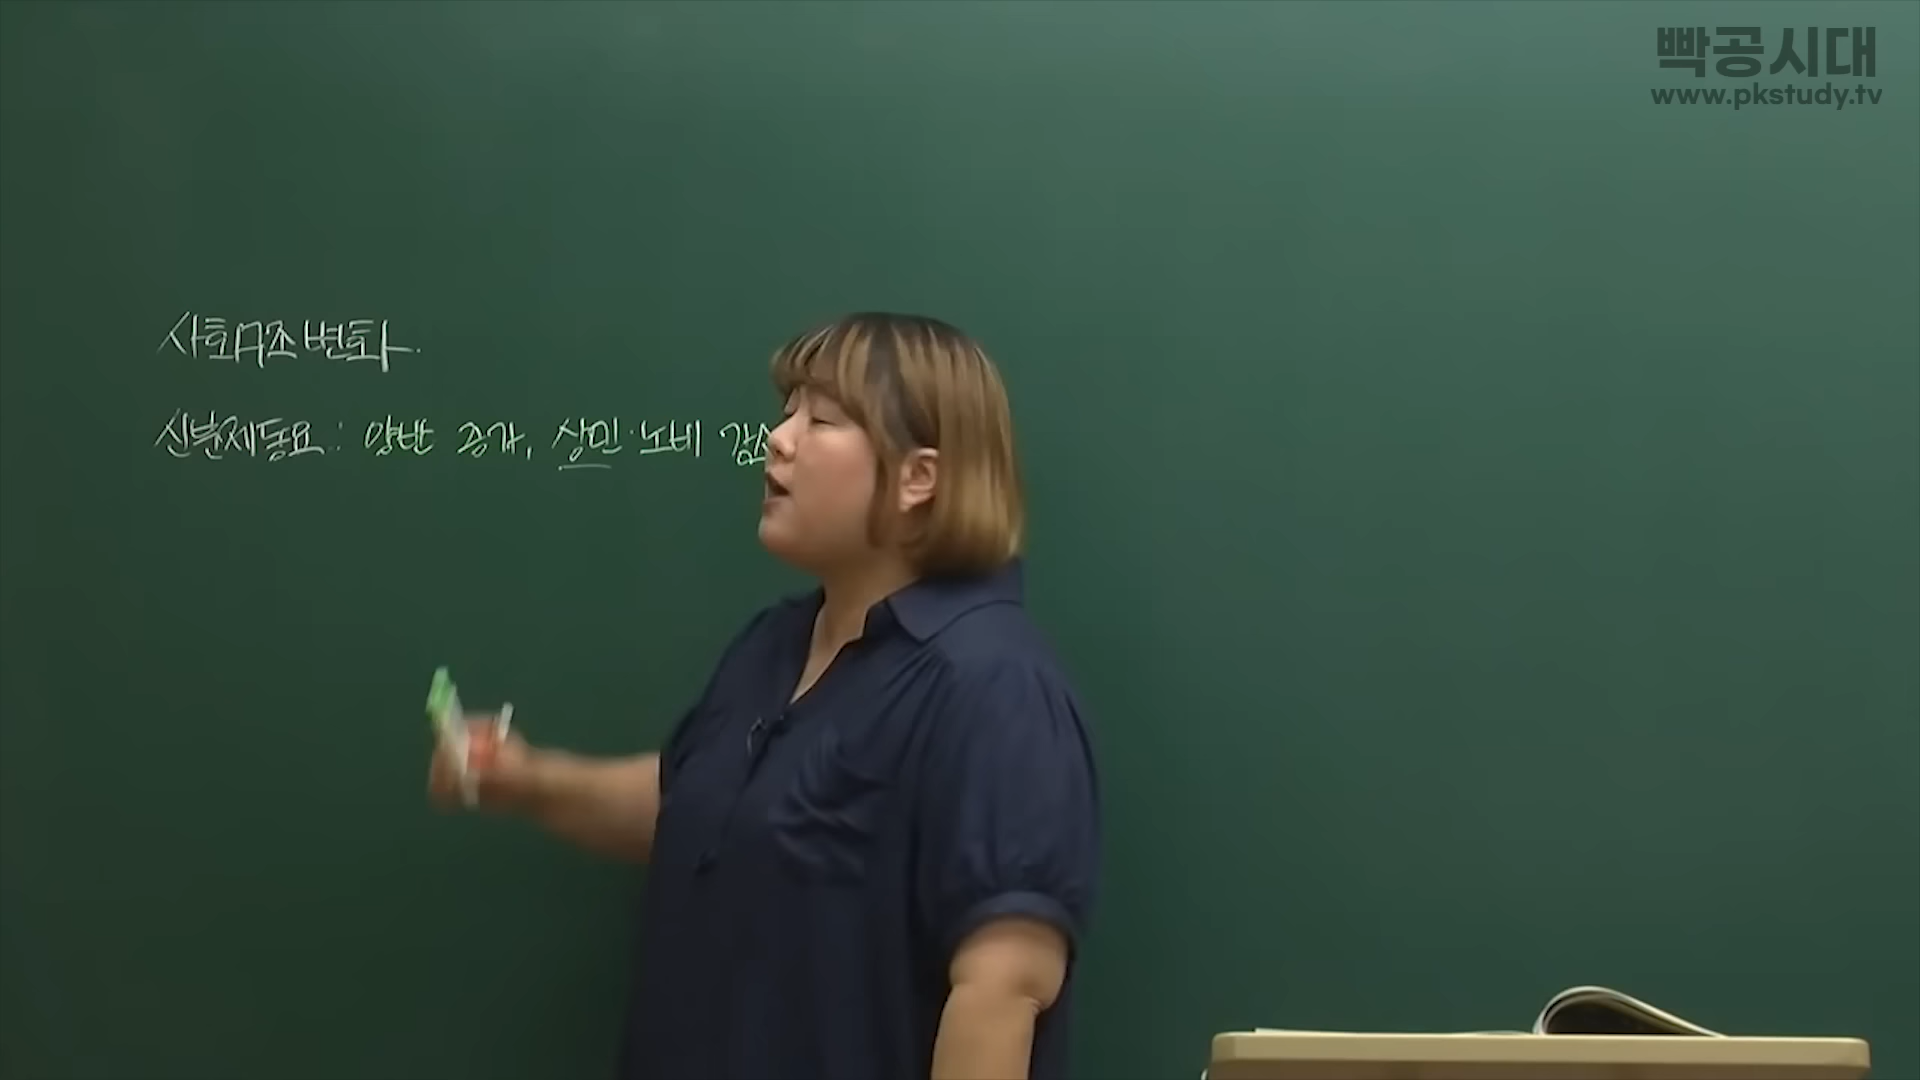 빡공시대
www.pkstudy.tv
사회구조 변화.
신분제 동요 : 양반 증가, 상민·노비 감소